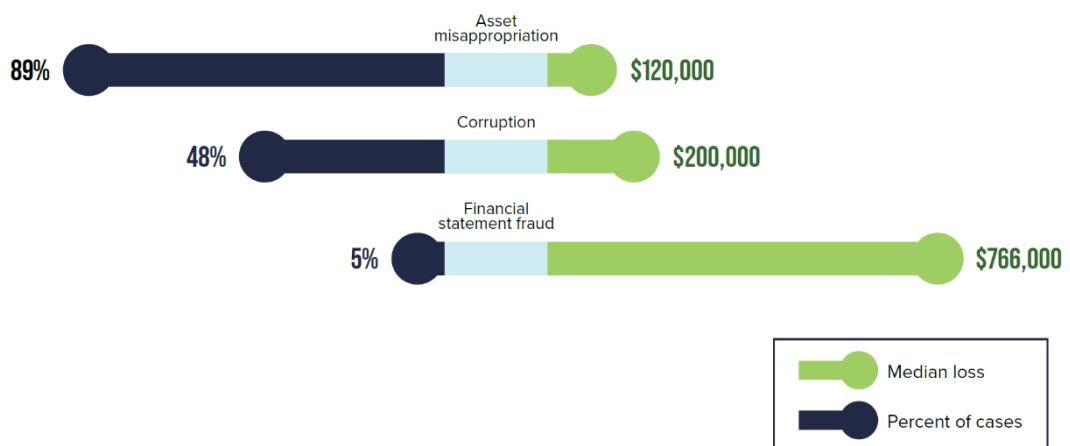 Asset
misappropriation
89%
$120,000
Corruption
48%
$200,000
Financial
statement fraud
5%
$766,000
Median loss
Percent of cases